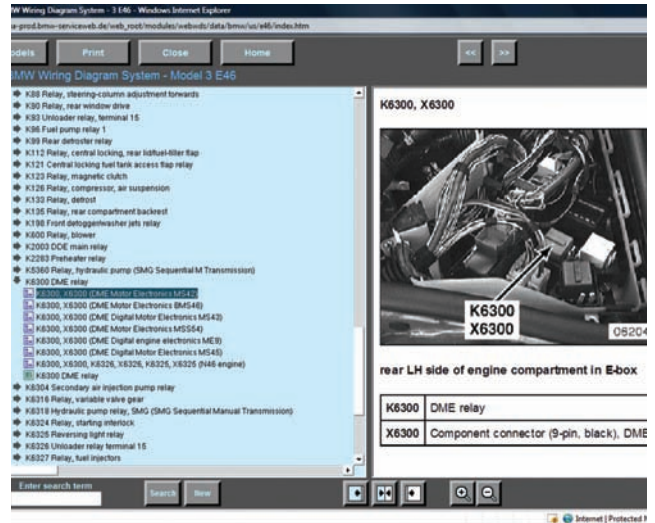 W Wiring Diagram System - 3 E46 - Windows Internet Explorer
a-prod.bmw-serviceweb.de/web_root/modules/webwds/data/bmw/us/e46/index.htm
odels Print Close Home << >>
BMW Wiring Diagram System - Model 3 E46
K88 Relay, steering-column adjustment forwards
K90 Relay, rear window drive
K93 Unloader relay, terminal 15
K96 Fuel pump relay 1
K99 Rear defroster relay
K112 Relay, central locking, rear lid/fuel-filler flap
K121 Central locking fuel tank access flap relay
K123 Relay, magnetic clutch
K126 Relay, compressor, air suspension
K133 Relay, defrost
K135 Relay, rear compartment backrest
K198 Front defogger/washer jets relay
K600 Relay, blower
K2003 DDE main relay
K2283 Preheater relay
K5360 Relay, hydraulic pump (SMG Sequential M Transmission)
K6300 DME relay
K6300, X6300 (DME Motor Electronics MS42)
K6300, X6300 (DME Motor Electronics BMS46)
K6300, X6300 (DME Digital Motor Electronics MS43)
K6300, X6300 (DME Digital Motor Electronics MSS54)
K6300, X6300 (DME Digital engine electronics ME9)
K6300, X6300 (DME Digital Motor Electronics MS45)
K6300, X6300, K6326, X6326, K6325, X6325 (N46 engine)
K6300 DME relay
K6304 Secondary air injection pump relay
K6316 Relay, variable valve gear
K6318 Hydraulic pump relay, SMG (SMG Sequential Manual Transmission)
K6324 Relay, starting interlock
K6325 Reversing light relay
K6326 Unloader relay terminal 15
K6327 Relay, fuel injectors
Enter search term
Search New
K6300, X6300
K6300
X6300
06204
rear LH side of engine compartment in E-box
K6300 DME relay
X6300 Component connector (9-pin, black), DME
Internet | Protected M